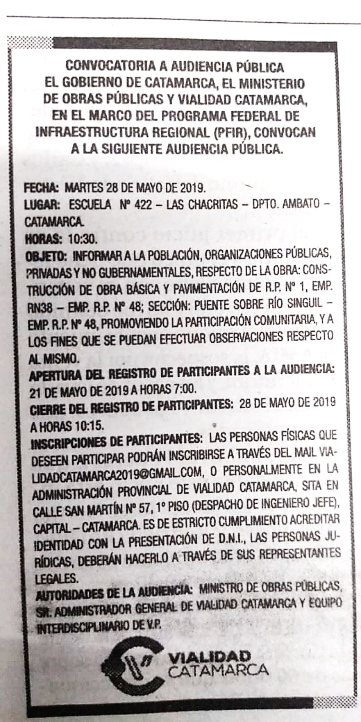 CONVOCATORIA A AUDIENCIA PÚBLICA
EL GOBIERNO DE CATAMARCA, EL MINISTERIO
DE OBRAS PÚBLICAS Y VIALIDAD CATAMARCA,
EN EL MARCO DEL PROGRAMA FEDERAL DE
INFRAESTRUCTURA REGIONAL (PFIR), CONVOCAN
A LA SIGUIENTE AUDIENCIA PÚBLICA.
FECHA: MARTES 28 DE MAYO DE 2019.
LUGAR: ESCUELA Nº 422 – LAS CHACRITAS – DPTO. AMBATO –
CATAMARCA.
HORAS: 10:30.
OBJETO: INFORMAR A LA POBLACIÓN, ORGANIZACIONES PÚBLICAS,
PRIVADAS Y NO GUBERNAMENTALES, RESPECTO DE LA OBRA: CONS-
TRUCCIÓN DE OBRA BÁSICA Y PAVIMENTACIÓN DE R.P. Nº 1, EMP.
RN38 – EMP. R.P. Nº 48; SECCIÓN: PUENTE SOBRE RÍO SINGUIL –
EMP. R.P. Nº 48, PROMOVIENDO LA PARTICIPACIÓN COMUNITARIA, Y A
LOS FINES QUE SE PUEDAN EFECTUAR OBSERVACIONES RESPECTO
AL MISMO.
APERTURA DEL REGISTRO DE PARTICIPANTES A LA AUDIENCIA:
21 DE MAYO DE 2019 A HORAS 7:00.
CIERRE DEL REGISTRO DE PARTICIPANTES: 28 DE MAYO DE 2019
A HORAS 10:15.
INSCRIPCIONES DE PARTICIPANTES: LAS PERSONAS FÍSICAS QUE
DESEEN PARTICIPAR PODRÁN INSCRIBIRSE A TRAVÉS DEL MAIL VIA-
LIDADCATAMARCA2019@GMAIL.COM, O PERSONALMENTE EN LA
ADMINISTRACIÓN PROVINCIAL DE VIALIDAD CATAMARCA, SITA EN
CALLE SAN MARTÍN Nº 57, 1º PISO (DESPACHO DE INGENIERO JEFE),
CAPITAL – CATAMARCA. ES DE ESTRICTO CUMPLIMIENTO ACREDITAR
IDENTIDAD CON LA PRESENTACIÓN DE D.N.I., LAS PERSONAS JU-
RÍDICAS, DEBERÁN HACERLO A TRAVÉS DE SUS REPRESENTANTES
LEGALES.
AUTORIDADES DE LA AUDIENCIA: MINISTRO DE OBRAS PÚBLICAS,
SR. ADMINISTRADOR GENERAL DE VIALIDAD CATAMARCA Y EQUIPO
INTERDISCIPLINARIO DE V.P.
VIALIDAD
CATAMARCA